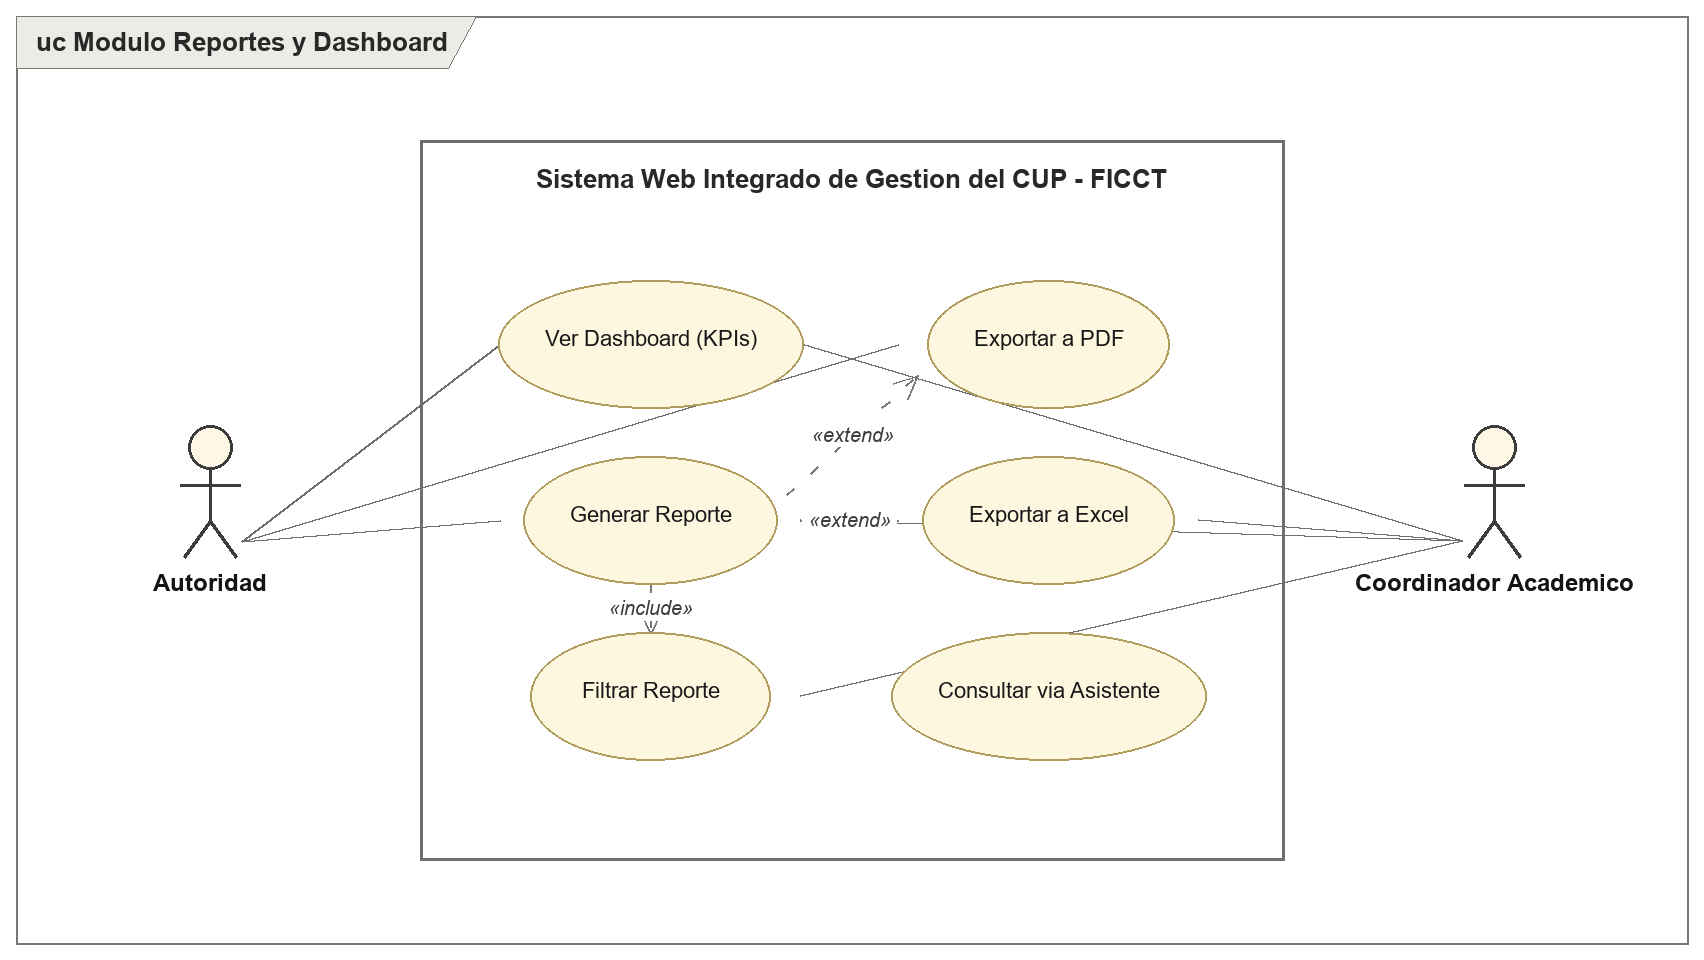 uc Modulo Reportes y Dashboard
Sistema Web Integrado de Gestion del CUP - FICCT
Ver Dashboard (KPIs)
Exportar a PDF
«extend»
Generar Reporte
«extend»
Exportar a Excel
Autoridad
Coordinador Academico
«include»
Filtrar Reporte
Consultar via Asistente